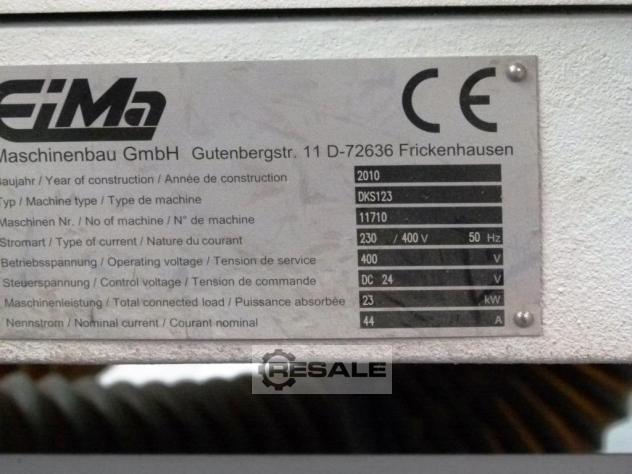 EiMa CE
Maschinenbau GmbH Gutenbergstr. 11 D-72636 Frickenhausen
Baujahr / Year of construction / Année de construction 2010
Typ / Machine type / Type de machine DKS123
Maschinen Nr. / No of machine / N° de machine 11710
Stromart / Type of current / Nature du courant 230 / 400 V 50 Hz
Betriebsspannung / Operating voltage / Tension de service 400 V
Steuerspannung / Control voltage / Tension de commande DC 24 V
Maschinenleistung / Total connected load / Puissance absorbée 23 kW
Nennstrom / Nominal current / Courant nominal 44 A
RESALE